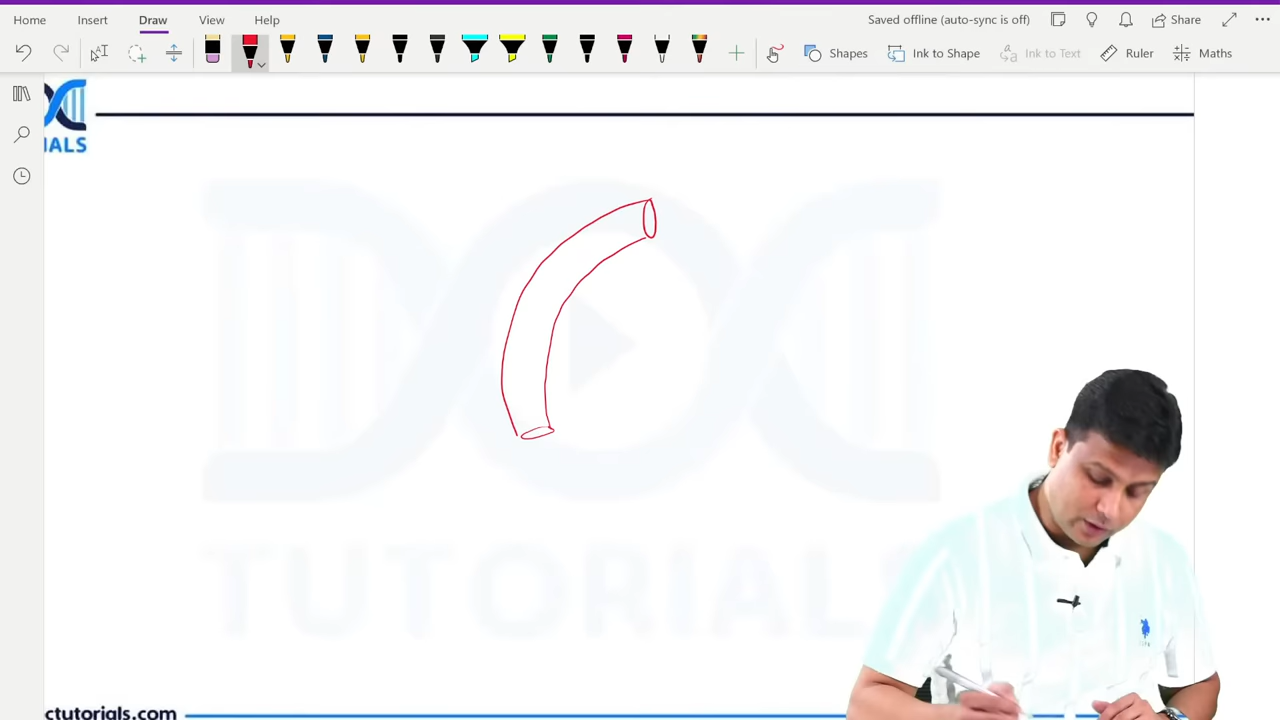 Home Insert Draw View Help Saved offline (auto-sync is off) Share
Shapes Ink to Shape Ink to Text Ruler Maths
IALS
TUTORIALS
ctutorials.com